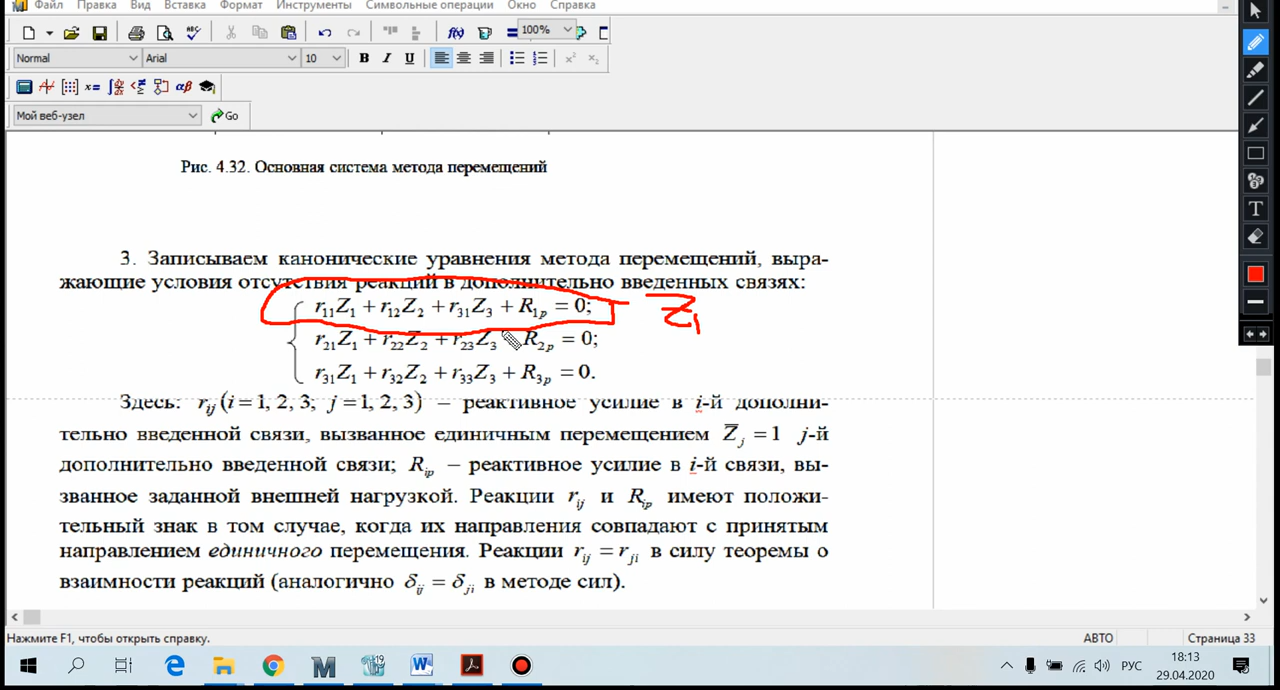 Файл Правка Вид Вставка Формат Инструменты Символьные операции Окно Справка
100%
Normal Arial 10 B I U
Мой веб-узел Go
Рис. 4.32. Основная система метода перемещений
3. Записываем канонические уравнения метода перемещений, выра-
жающие условия отсутствия реакций в дополнительно введенных связях:
r₁₁Z₁ + r₁₂Z₂ + r₃₁Z₃ + R₁ₚ = 0; Z₁
r₂₁Z₁ + r₂₂Z₂ + r₂₃Z₃ R₂ₚ = 0;
r₃₁Z₁ + r₃₂Z₂ + r₃₃Z₃ + R₃ₚ = 0.
Здесь: rᵢⱼ (i = 1, 2, 3; j = 1, 2, 3) – реактивное усилие в i-й дополни-
тельно введенной связи, вызванное единичным перемещением Z̄ⱼ = 1 j-й
дополнительно введенной связи; Rᵢₚ – реактивное усилие в i-й связи, вы-
званное заданной внешней нагрузкой. Реакции rᵢⱼ и Rᵢₚ имеют положи-
тельный знак в том случае, когда их направления совпадают с принятым
направлением единичного перемещения. Реакции rᵢⱼ = rⱼᵢ в силу теоремы о
взаимности реакций (аналогично δᵢⱼ = δⱼᵢ в методе сил).
Нажмите F1, чтобы открыть справку. АВТО Страница 33
РУС 18:13
29.04.2020